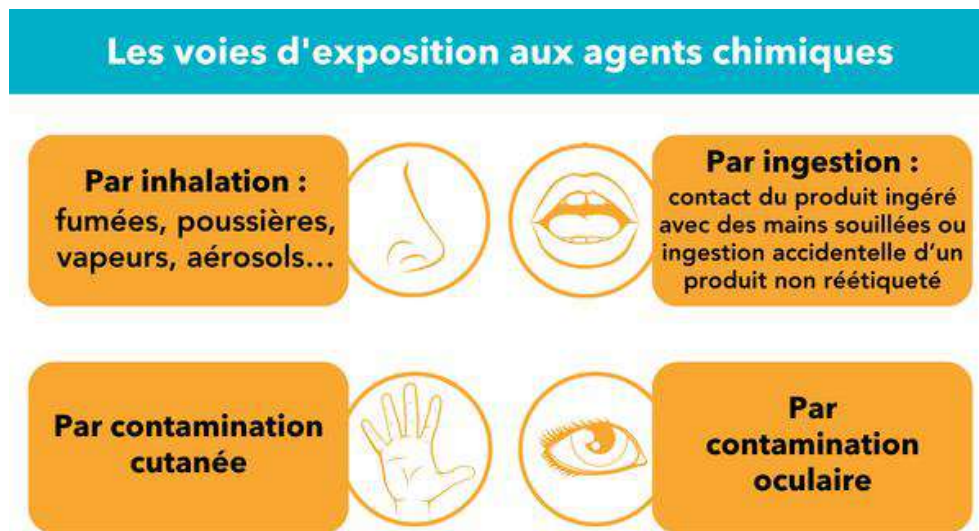 Les voies d'exposition aux agents chimiques
Par inhalation :
fumées, poussières,
vapeurs, aérosols...
Par ingestion :
contact du produit ingéré
avec des mains souillées ou
ingestion accidentelle d'un
produit non réétiqueté
Par contamination
cutanée
Par
contamination
oculaire